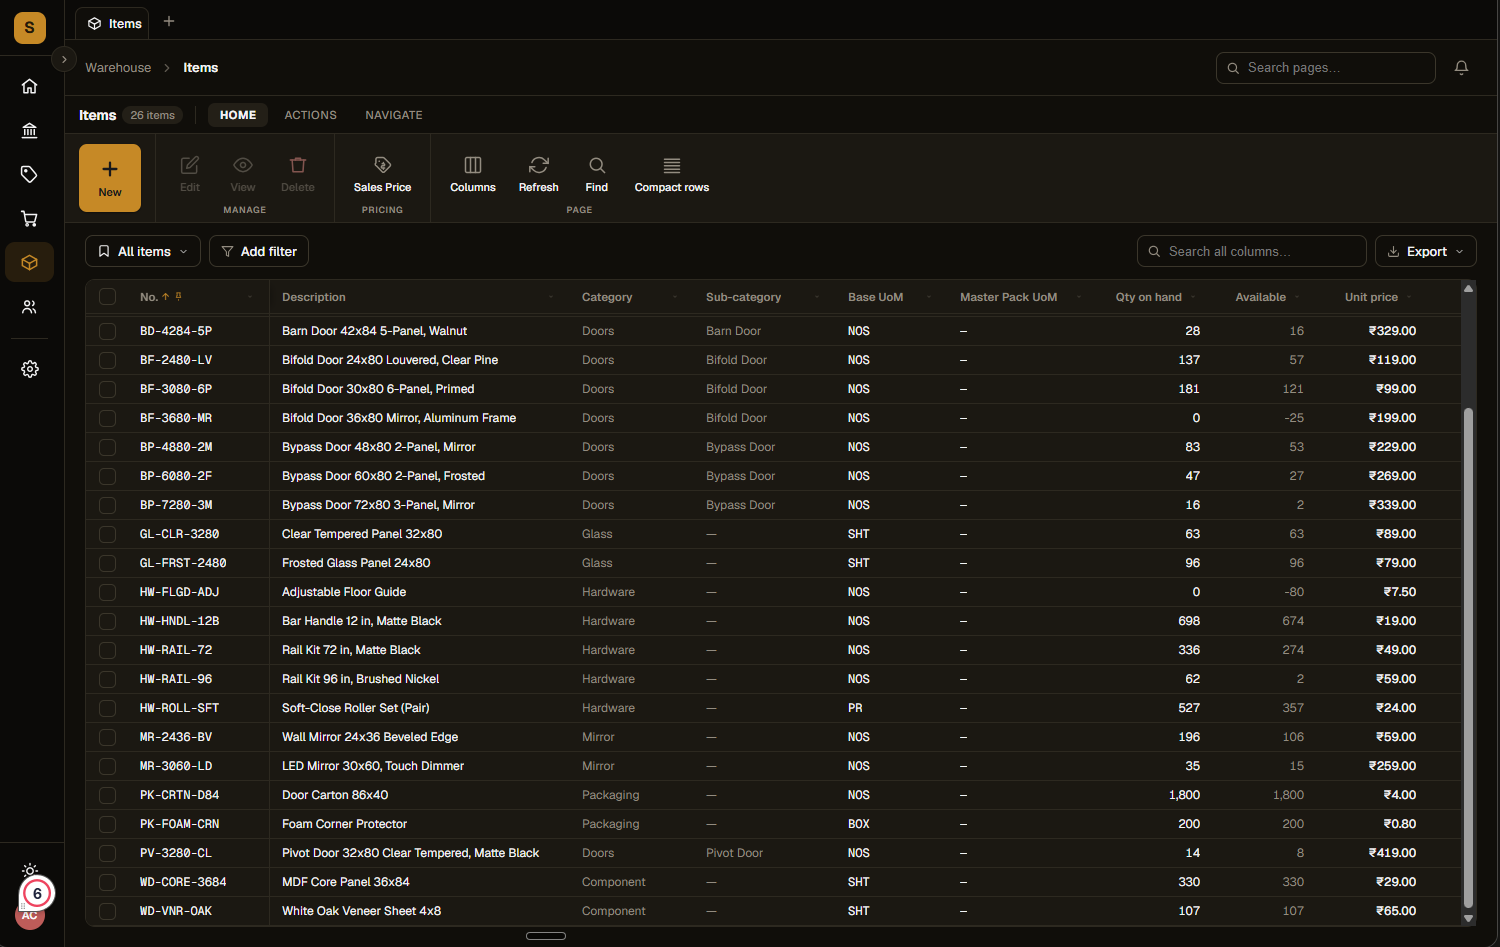 S
Items
Warehouse > Items
Search pages...
Items 26 items HOME ACTIONS NAVIGATE
New
Edit View Delete
MANAGE
Sales Price
PRICING
Columns Refresh Find Compact rows
PAGE
All items Add filter Search all columns... Export
No. Description Category Sub-category Base UoM Master Pack UoM Qty on hand Available Unit price
BD-4284-5P Barn Door 42x84 5-Panel, Walnut Doors Barn Door NOS – 28 16 ₹329.00
BF-2480-LV Bifold Door 24x80 Louvered, Clear Pine Doors Bifold Door NOS – 137 57 ₹119.00
BF-3080-6P Bifold Door 30x80 6-Panel, Primed Doors Bifold Door NOS – 181 121 ₹99.00
BF-3680-MR Bifold Door 36x80 Mirror, Aluminum Frame Doors Bifold Door NOS – 0 -25 ₹199.00
BP-4880-2M Bypass Door 48x80 2-Panel, Mirror Doors Bypass Door NOS – 83 53 ₹229.00
BP-6080-2F Bypass Door 60x80 2-Panel, Frosted Doors Bypass Door NOS – 47 27 ₹269.00
BP-7280-3M Bypass Door 72x80 3-Panel, Mirror Doors Bypass Door NOS – 16 2 ₹339.00
GL-CLR-3280 Clear Tempered Panel 32x80 Glass — SHT – 63 63 ₹89.00
GL-FRST-2480 Frosted Glass Panel 24x80 Glass — SHT – 96 96 ₹79.00
HW-FLGD-ADJ Adjustable Floor Guide Hardware — NOS – 0 -80 ₹7.50
HW-HNDL-12B Bar Handle 12 in, Matte Black Hardware — NOS – 698 674 ₹19.00
HW-RAIL-72 Rail Kit 72 in, Matte Black Hardware — NOS – 336 274 ₹49.00
HW-RAIL-96 Rail Kit 96 in, Brushed Nickel Hardware — NOS – 62 2 ₹59.00
HW-ROLL-SFT Soft-Close Roller Set (Pair) Hardware — PR – 527 357 ₹24.00
MR-2436-BV Wall Mirror 24x36 Beveled Edge Mirror — NOS – 196 106 ₹59.00
MR-3060-LD LED Mirror 30x60, Touch Dimmer Mirror — NOS – 35 15 ₹259.00
PK-CRTN-D84 Door Carton 86x40 Packaging — NOS – 1,800 1,800 ₹4.00
PK-FOAM-CRN Foam Corner Protector Packaging — BOX – 200 200 ₹0.80
PV-3280-CL Pivot Door 32x80 Clear Tempered, Matte Black Doors Pivot Door NOS – 14 8 ₹419.00
WD-CORE-3684 MDF Core Panel 36x84 Component — SHT – 330 330 ₹29.00
WD-VNR-OAK White Oak Veneer Sheet 4x8 Component — SHT – 107 107 ₹65.00
6
AC